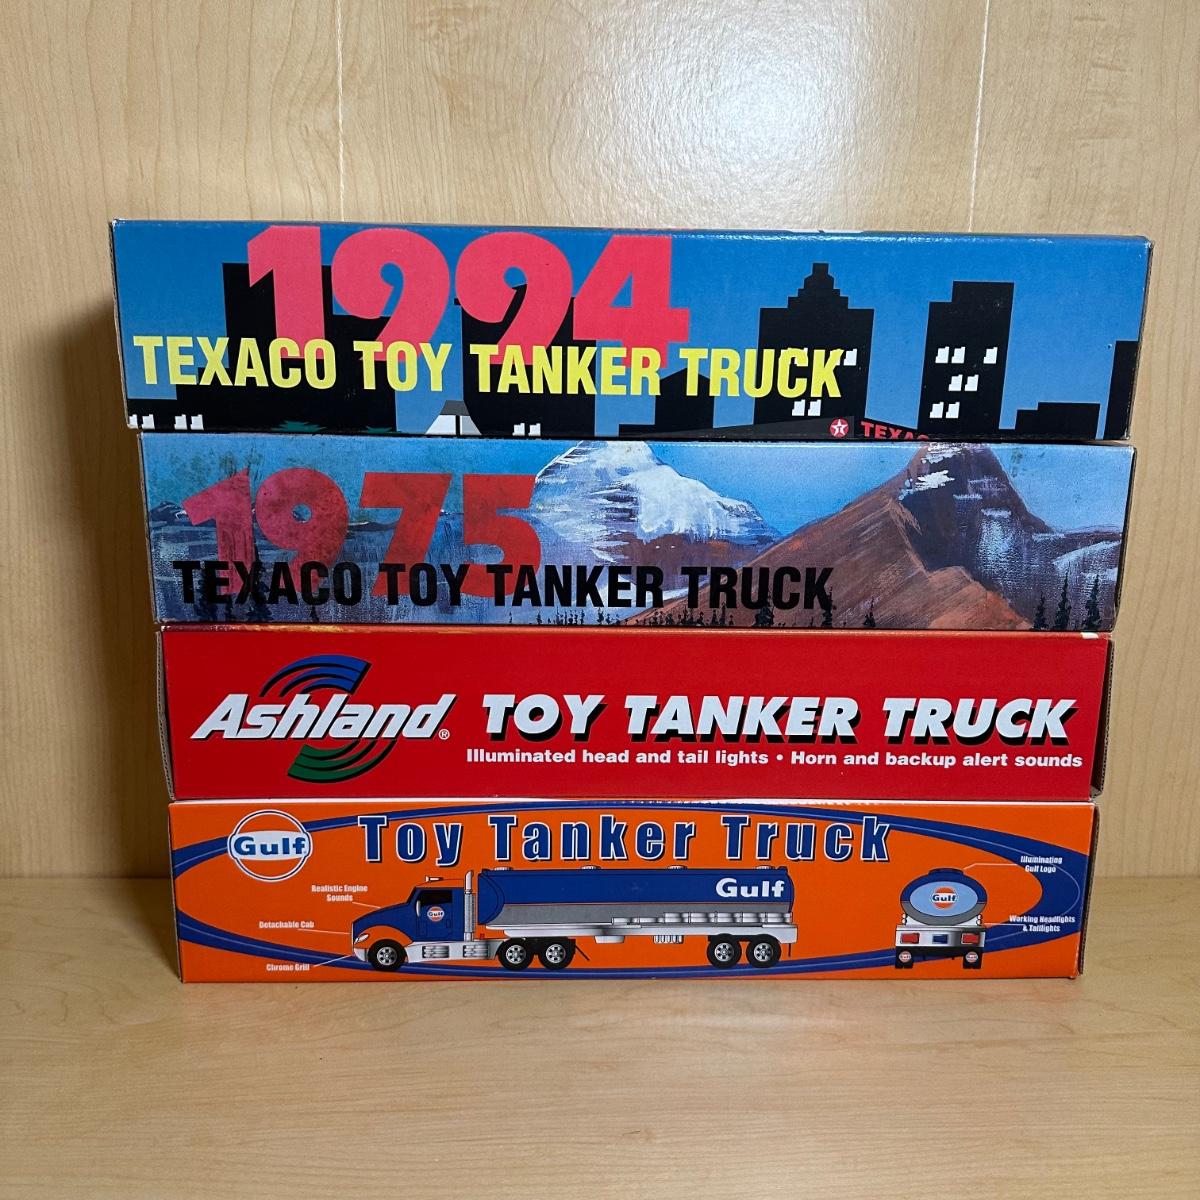 1994
TEXACO TOY TANKER TRUCK
1975
TEXACO TOY TANKER TRUCK
Ashland® TOY TANKER TRUCK
Illuminated head and tail lights • Horn and backup alert sounds
Gulf
Toy Tanker Truck
Realistic Engine
Sounds
Detachable Cab
Chrome Grill
Gulf
Gulf
Illuminating
Gulf Logo
Gulf
Working Headlights
& Taillights